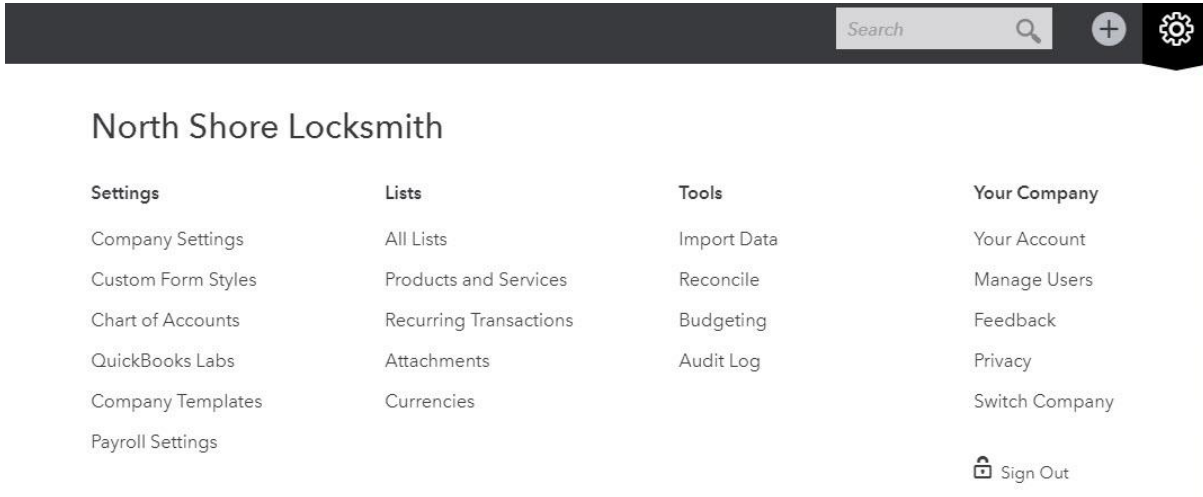 Search
North Shore Locksmith
Settings
Company Settings
Custom Form Styles
Chart of Accounts
QuickBooks Labs
Company Templates
Payroll Settings
Lists
All Lists
Products and Services
Recurring Transactions
Attachments
Currencies
Tools
Import Data
Reconcile
Budgeting
Audit Log
Your Company
Your Account
Manage Users
Feedback
Privacy
Switch Company
Sign Out